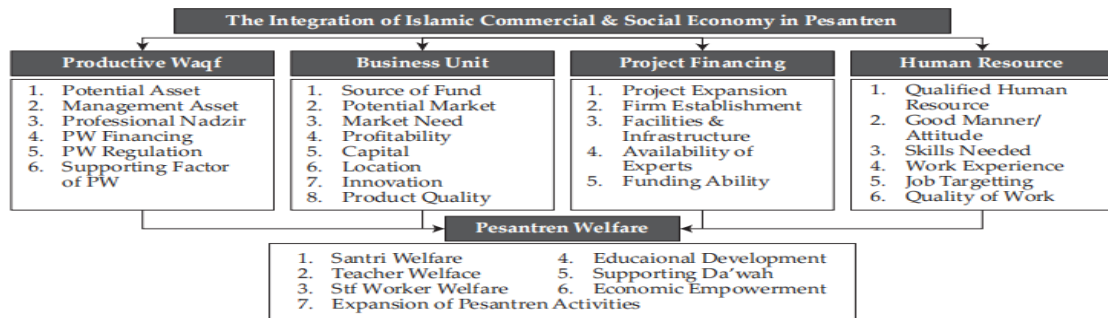 The Integration of Islamic Commercial & Social Economy in Pesantren
Productive Waqf
1. Potential Asset
2. Management Asset
3. Professional Nadzir
4. PW Financing
5. PW Regulation
6. Supporting Factor
of PW
Business Unit
1. Source of Fund
2. Potential Market
3. Market Need
4. Profitability
5. Capital
6. Location
7. Innovation
8. Product Quality
Project Financing
1. Project Expansion
2. Firm Establishment
3. Facilities &
Infrastructure
4. Availability of
Experts
5. Funding Ability
Human Resource
1. Qualified Human
Resource
2. Good Manner/
Attitude
3. Skills Needed
4. Work Experience
5. Job Targetting
6. Quality of Work
Pesantren Welfare
1. Santri Welfare
2. Teacher Welface
3. Stf Worker Welfare
4. Educaional Development
5. Supporting Da'wah
6. Economic Empowerment
7. Expansion of Pesantren Activities